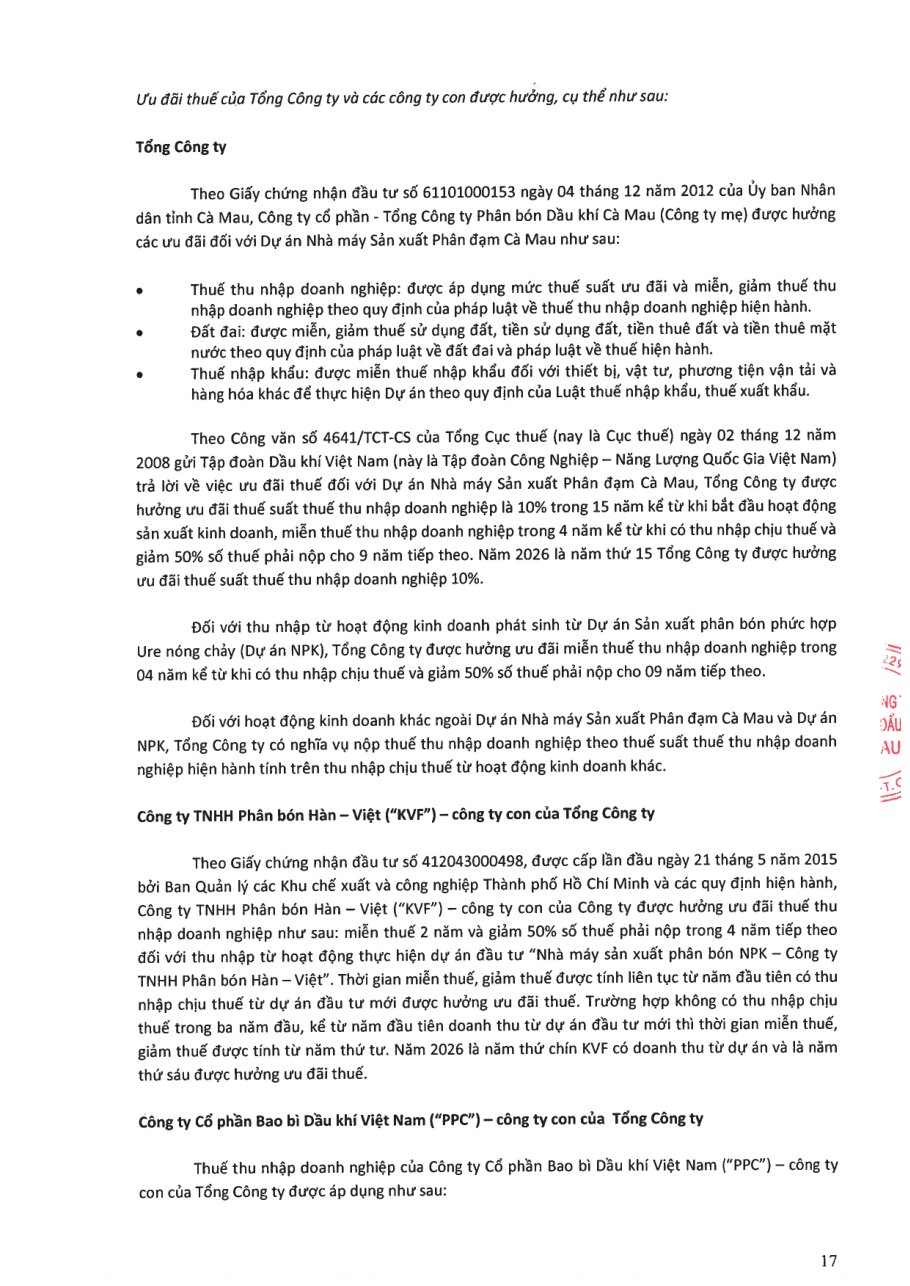 Ưu đãi thuế của Tổng Công ty và các công ty con được hưởng, cụ thể như sau:
Tổng Công ty
Theo Giấy chứng nhận đầu tư số 61101000153 ngày 04 tháng 12 năm 2012 của Ủy ban Nhân
dân tỉnh Cà Mau, Công ty cổ phần - Tổng Công ty Phân bón Dầu khí Cà Mau (Công ty mẹ) được hưởng
các ưu đãi đối với Dự án Nhà máy Sản xuất Phân đạm Cà Mau như sau:
• Thuế thu nhập doanh nghiệp: được áp dụng mức thuế suất ưu đãi và miễn, giảm thuế thu
nhập doanh nghiệp theo quy định của pháp luật về thuế thu nhập doanh nghiệp hiện hành.
• Đất đai: được miễn, giảm thuế sử dụng đất, tiền sử dụng đất, tiền thuê đất và tiền thuê mặt
nước theo quy định của pháp luật về đất đai và pháp luật về thuế hiện hành.
• Thuế nhập khẩu: được miễn thuế nhập khẩu đối với thiết bị, vật tư, phương tiện vận tải và
hàng hóa khác để thực hiện Dự án theo quy định của Luật thuế nhập khẩu, thuế xuất khẩu.
Theo Công văn số 4641/TCT-CS của Tổng Cục thuế (nay là Cục thuế) ngày 02 tháng 12 năm
2008 gửi Tập đoàn Dầu khí Việt Nam (này là Tập đoàn Công Nghiệp – Năng Lượng Quốc Gia Việt Nam)
trả lời về việc ưu đãi thuế đối với Dự án Nhà máy Sản xuất Phân đạm Cà Mau, Tổng Công ty được
hưởng ưu đãi thuế suất thuế thu nhập doanh nghiệp là 10% trong 15 năm kể từ khi bắt đầu hoạt động
sản xuất kinh doanh, miễn thuế thu nhập doanh nghiệp trong 4 năm kể từ khi có thu nhập chịu thuế và
giảm 50% số thuế phải nộp cho 9 năm tiếp theo. Năm 2026 là năm thứ 15 Tổng Công ty được hưởng
ưu đãi thuế suất thuế thu nhập doanh nghiệp 10%.
Đối với thu nhập từ hoạt động kinh doanh phát sinh từ Dự án Sản xuất phân bón phức hợp
Ure nóng chảy (Dự án NPK), Tổng Công ty được hưởng ưu đãi miễn thuế thu nhập doanh nghiệp trong
04 năm kể từ khi có thu nhập chịu thuế và giảm 50% số thuế phải nộp cho 09 năm tiếp theo.
Đối với hoạt động kinh doanh khác ngoài Dự án Nhà máy Sản xuất Phân đạm Cà Mau và Dự án
NPK, Tổng Công ty có nghĩa vụ nộp thuế thu nhập doanh nghiệp theo thuế suất thuế thu nhập doanh
nghiệp hiện hành tính trên thu nhập chịu thuế từ hoạt động kinh doanh khác.
Công ty TNHH Phân bón Hàn – Việt (“KVF”) – công ty con của Tổng Công ty
Theo Giấy chứng nhận đầu tư số 412043000498, được cấp lần đầu ngày 21 tháng 5 năm 2015
bởi Ban Quản lý các Khu chế xuất và công nghiệp Thành phố Hồ Chí Minh và các quy định hiện hành,
Công ty TNHH Phân bón Hàn – Việt (“KVF”) – công ty con của Công ty được hưởng ưu đãi thuế thu
nhập doanh nghiệp như sau: miễn thuế 2 năm và giảm 50% số thuế phải nộp trong 4 năm tiếp theo
đối với thu nhập từ hoạt động thực hiện dự án đầu tư “Nhà máy sản xuất phân bón NPK – Công ty
TNHH Phân bón Hàn – Việt”. Thời gian miễn thuế, giảm thuế được tính liên tục từ năm đầu tiên có thu
nhập chịu thuế từ dự án đầu tư mới được hưởng ưu đãi thuế. Trường hợp không có thu nhập chịu
thuế trong ba năm đầu, kể từ năm đầu tiên doanh thu từ dự án đầu tư mới thì thời gian miễn thuế,
giảm thuế được tính từ năm thứ tư. Năm 2026 là năm thứ chín KVF có doanh thu từ dự án và là năm
thứ sáu được hưởng ưu đãi thuế.
Công ty Cổ phần Bao bì Dầu khí Việt Nam (“PPC”) – công ty con của Tổng Công ty
Thuế thu nhập doanh nghiệp của Công ty Cổ phần Bao bì Dầu khí Việt Nam (“PPC”) – công ty
con của Tổng Công ty được áp dụng như sau:
17